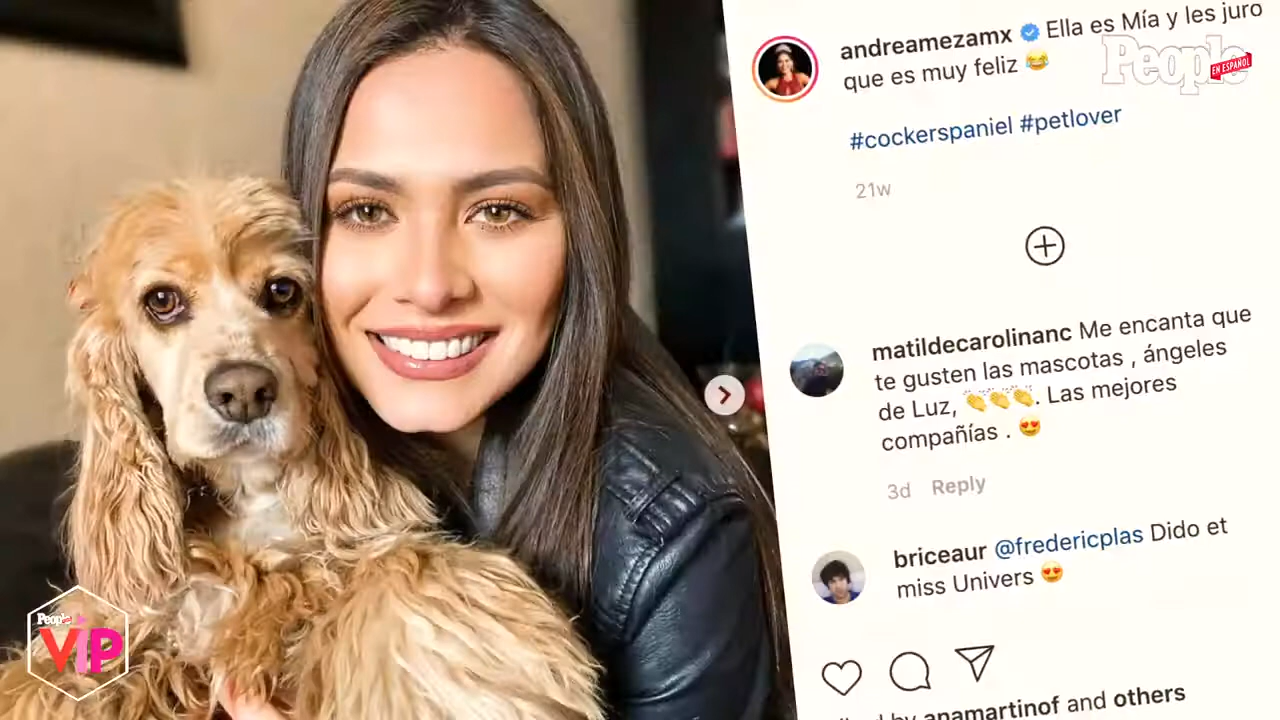 andreamezamx Ella es Mía y les juro
que es muy feliz 😂
People
EN ESPAÑOL
#cockerspaniel #petlover
21w
matildecarolinanc Me encanta que
te gusten las mascotas , ángeles
de Luz, 👏👏👏. Las mejores
compañías . 😍
3d Reply
briceaur @fredericplas Dido et
miss Univers 😍
by anamartinof and others
People
VIP